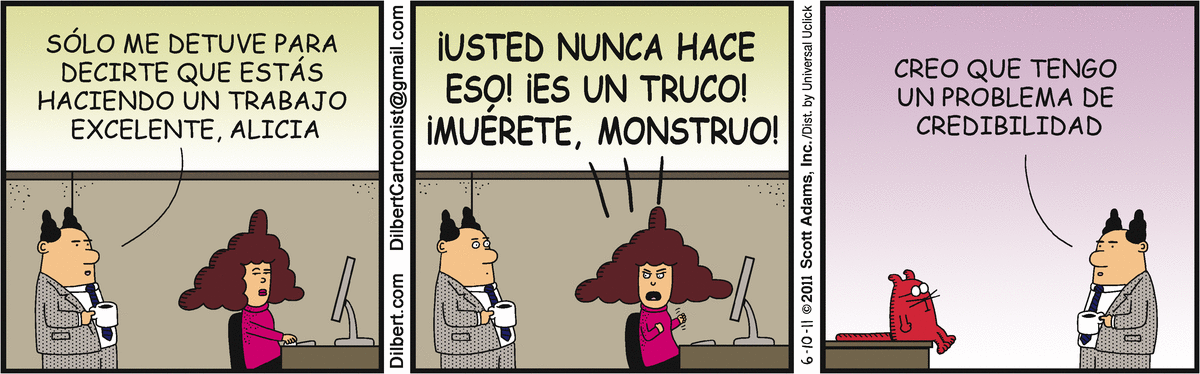 SÓLO ME DETUVE PARA
DECIRTE QUE ESTÁS
HACIENDO UN TRABAJO
EXCELENTE, ALICIA
Dilbert.com DilbertCartoonist@gmail.com
¡USTED NUNCA HACE
ESO! ¡ES UN TRUCO!
¡MUÉRETE, MONSTRUO!
6-10-11 ©2011 Scott Adams, Inc./Dist. by Universal Uclick
CREO QUE TENGO
UN PROBLEMA DE
CREDIBILIDAD